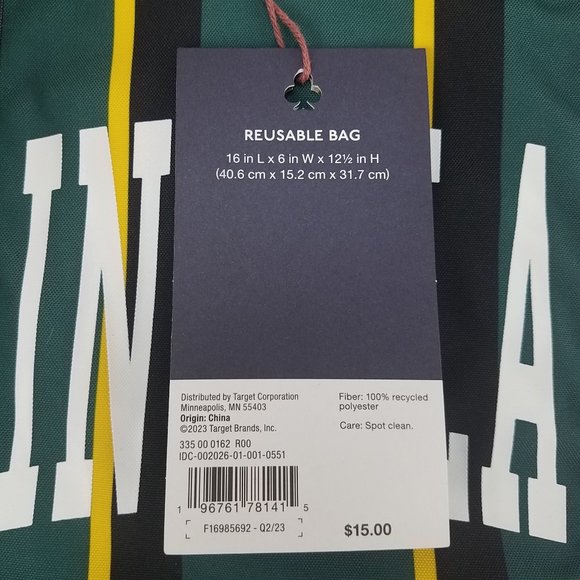 REUSABLE BAG
16 in L x 6 in W x 12½ in H
(40.6 cm x 15.2 cm x 31.7 cm)
IN LA
Distributed by Target Corporation
Minneapolis, MN 55403
Origin: China
©2023 Target Brands, Inc.
335 00 0162 R00
IDC-002026-01-001-0551
1 96761 78141 5
F16985692 - Q2/23
Fiber: 100% recycled
polyester
Care: Spot clean.
$15.00